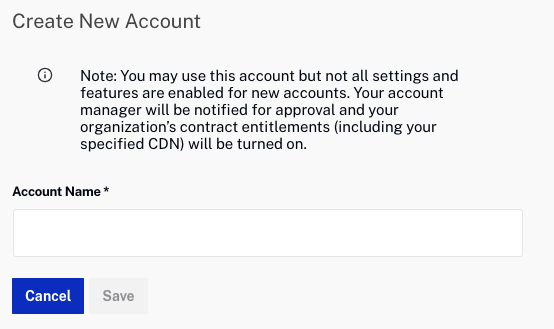 Create New Account
Note: You may use this account but not all settings and
features are enabled for new accounts. Your account
manager will be notified for approval and your
organization’s contract entitlements (including your
specified CDN) will be turned on.
Account Name *
Cancel
Save